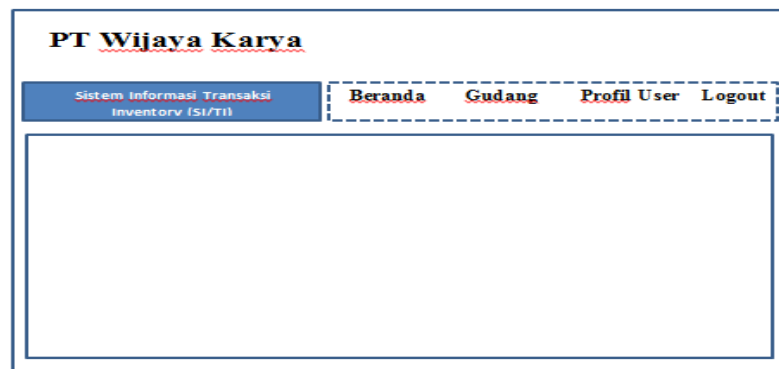 PT Wijaya Karya
Sistem Informasi Transaksi
Inventory (SI/TI)
Beranda Gudang Profil User Logout